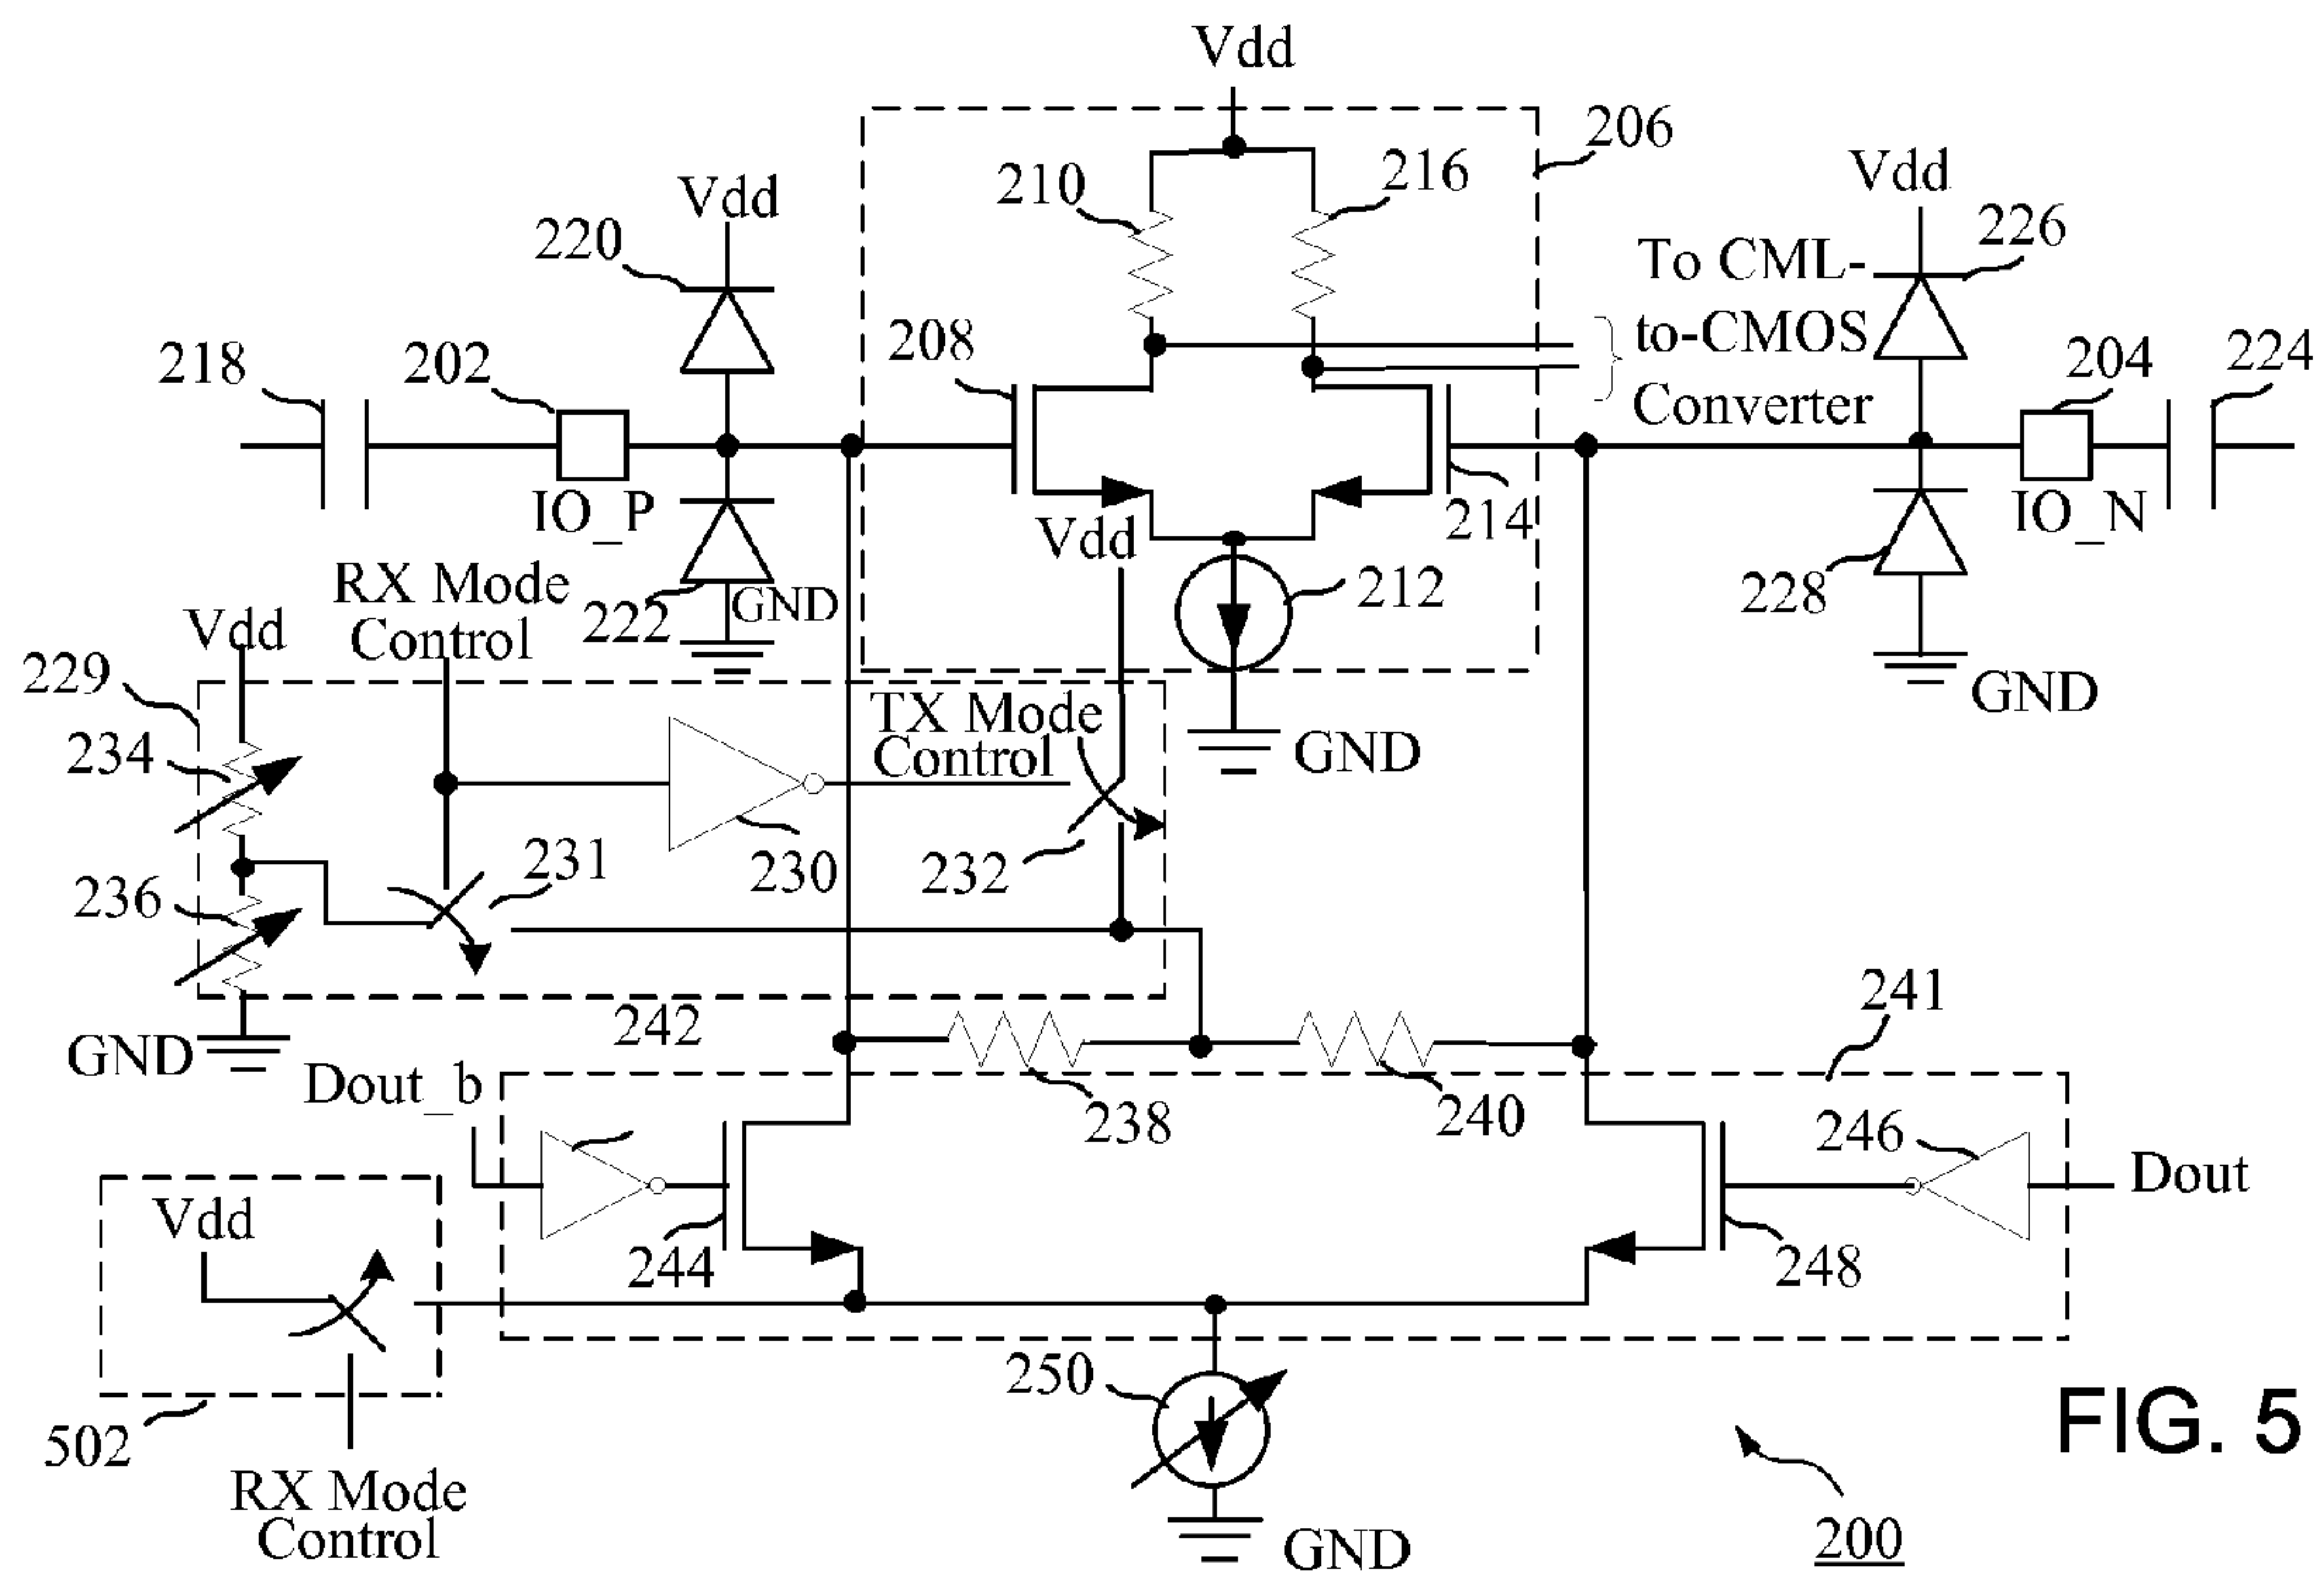 Vdd
206
210
216
Vdd
Vdd
220
To CML-
226
208
to-CMOS
218
202
204
224
Converter
IO_P
214
IO_N
Vdd
RX Mode
Control
222
GND
212
228
Vdd
229
TX Mode
Control
GND
234
GND
231
230
232
236
241
242
GND
Dout_b
238
240
246
Dout
Vdd
244
248
250
502
FIG. 5
RX Mode
Control
GND
200